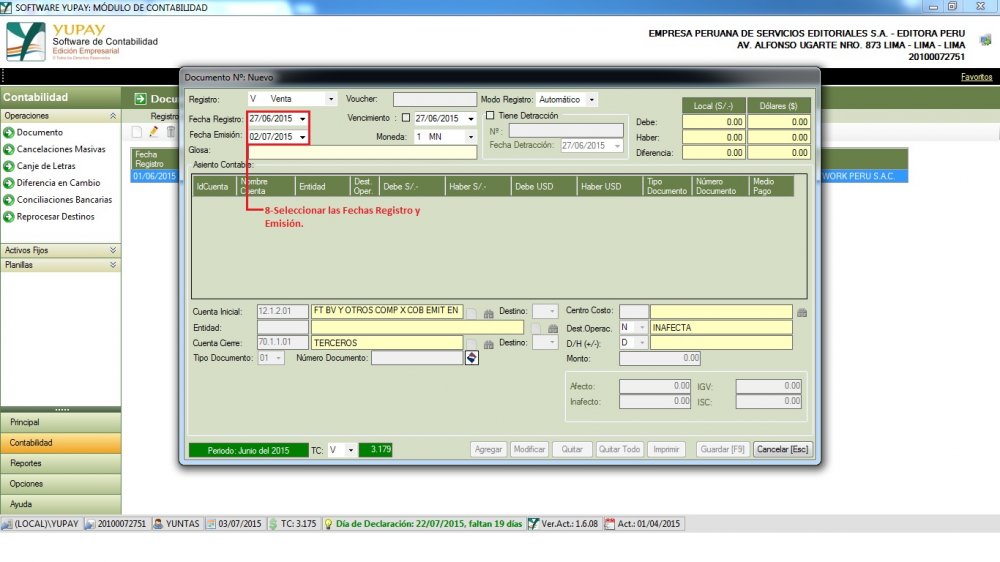 SOFTWARE YUPAY: MÓDULO DE CONTABILIDAD
YUPAY
Software de Contabilidad
Edición Empresarial
EMPRESA PERUANA DE SERVICIOS EDITORIALES S.A. - EDITORA PERU
AV. ALFONSO UGARTE NRO. 873 LIMA - LIMA - LIMA
20100072751
Favoritos
Contabilidad
Operaciones
Documento
Cancelaciones Masivas
Canje de Letras
Diferencia en Cambio
Conciliaciones Bancarias
Reprocesar Destinos
Activos Fijos
Planillas
Principal
Contabilidad
Reportes
Opciones
Ayuda
Docu
Registro
Fecha
Registro
01/06/2015
WORK PERU S.A.C.
Documento Nº: Nuevo
Registro: V Venta Voucher: Modo Registro: Automático
Fecha Registro: 27/06/2015 Vencimiento : 27/06/2015
Fecha Emisión: 02/07/2015 Moneda: 1 MN
Glosa:
Tiene Detracción
Nº :
Fecha Detracción: 27/06/2015
Local (S/.-) Dólares ($)
Debe: 0.00 0.00
Haber: 0.00 0.00
Diferencia: 0.00 0.00
Asiento Contable:
IdCuenta Nombre Cuenta Entidad Dest. Oper. Debe S/.- Haber S/.- Debe USD Haber USD Tipo Documento Número Documento Medio Pago
8-Seleccionar las Fechas Registro y
Emisión.
Cuenta Inicial: 12.1.2.01 FT BV Y OTROS COMP X COB EMIT EN Destino: Centro Costo:
Entidad: Dest.Operac. N INAFECTA
Cuenta Cierre: 70.1.1.01 TERCEROS Destino: D/H (+/-): D
Tipo Documento: 01 Número Documento: Monto: 0.00
Afecto: 0.00 IGV: 0.00
Inafecto: 0.00 ISC: 0.00
Periodo: Junio del 2015 TC: V 3.179
Agregar Modificar Quitar Quitar Todo Imprimir Guardar [F9] Cancelar [Esc]
(LOCAL)\YUPAY 20100072751 YUNTAS 03/07/2015 TC: 3.175 Día de Declaración: 22/07/2015, faltan 19 días Ver.Act.: 1.6.08 Act.: 01/04/2015